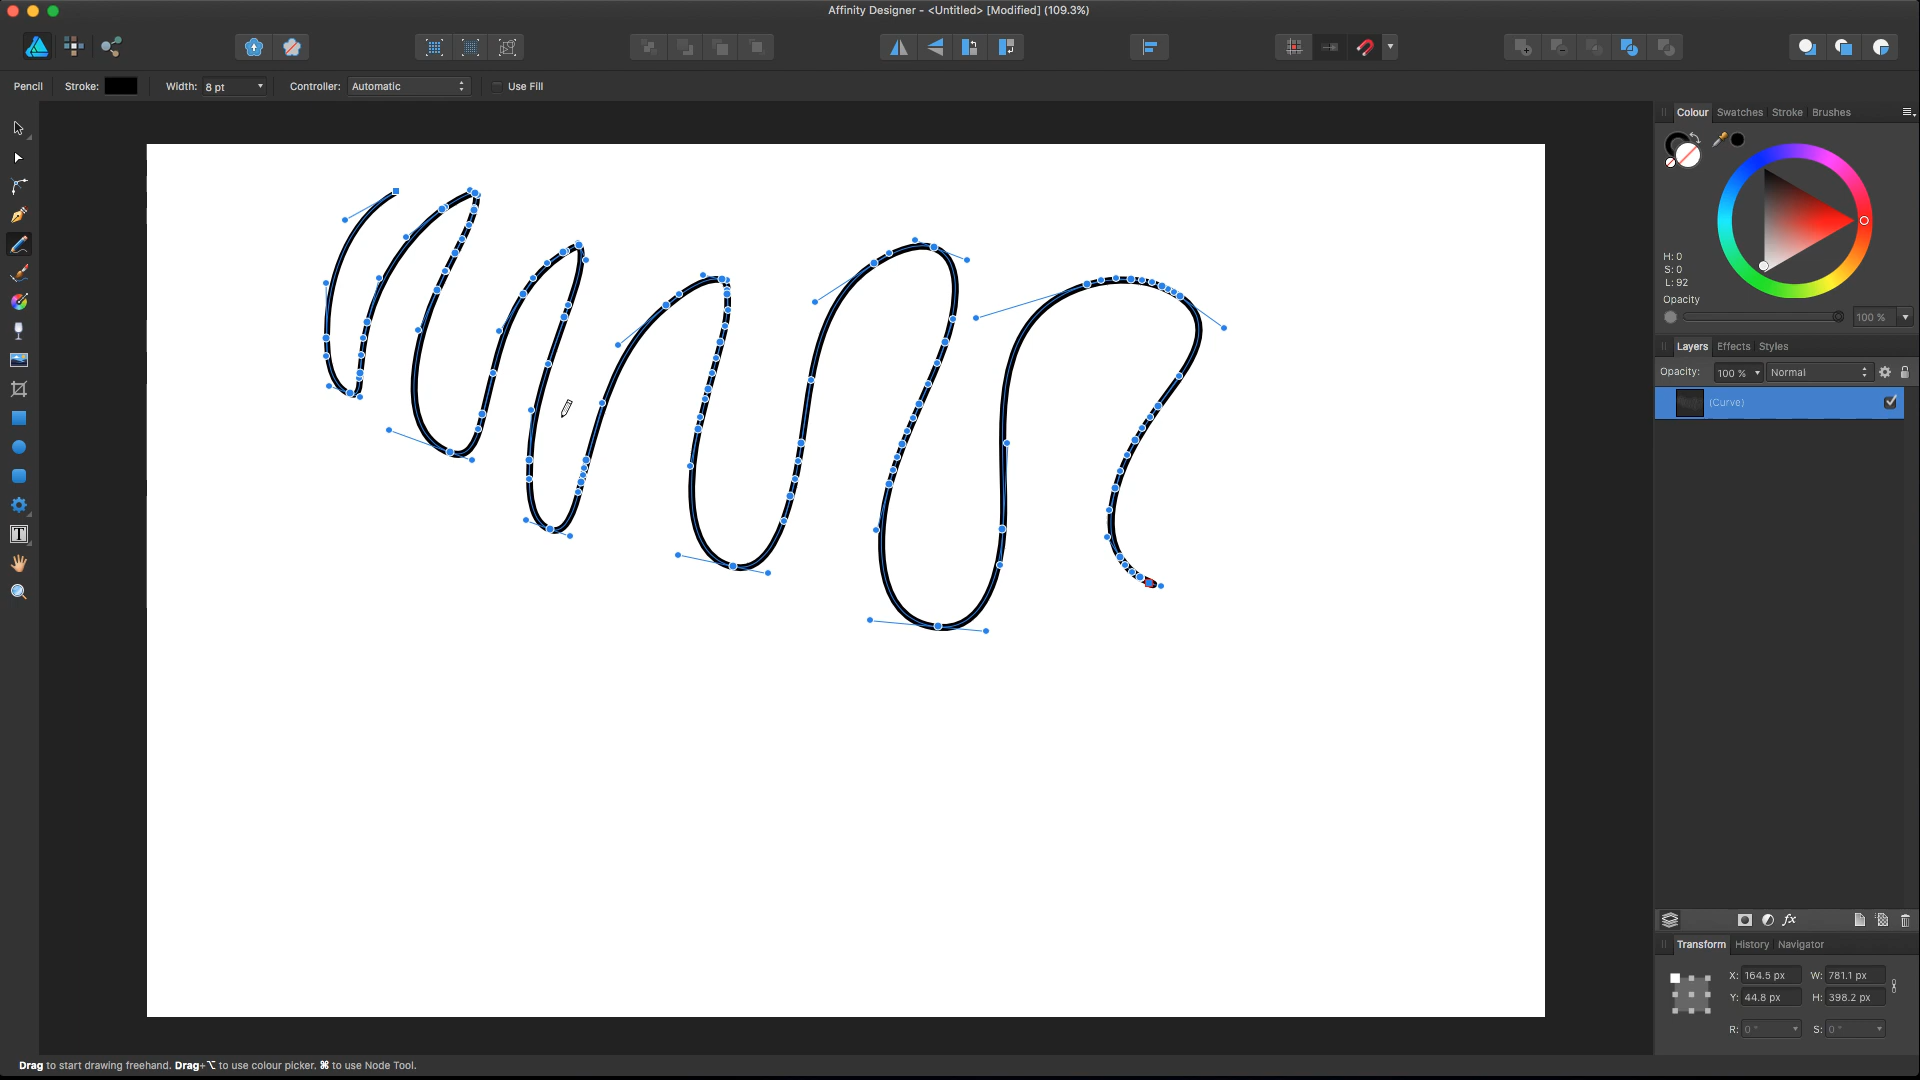 Affinity Designer - <Untitled> [Modified] (109.3%)
Pencil Stroke: Width: 8 pt Controller: Automatic Use Fill
Colour Swatches Stroke Brushes
H: 0
S: 0
L: 92
Opacity
100 %
Layers Effects Styles
Opacity: 100 % Normal
(Curve)
fx
Transform History Navigator
X: 164.5 px W: 781.1 px
Y: 44.8 px H: 398.2 px
R: 0 ° S: 0 °
Drag to start drawing freehand. Drag+⌥ to use colour picker. ⌘ to use Node Tool.